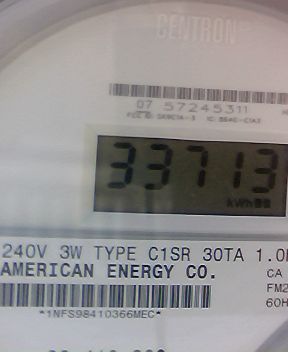 CENTRON
07 57245311
33713
kWh
240V 3W TYPE C1SR 30TA 1.0
AMERICAN ENERGY CO.
CA
FM2
60H
*1NFS98410366MEC*